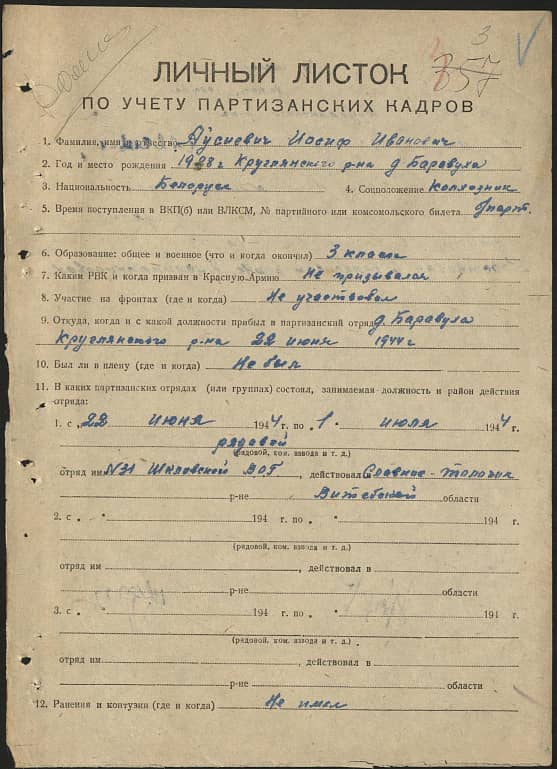 3
357
ЛИЧНЫЙ ЛИСТОК
ПО УЧЕТУ ПАРТИЗАНСКИХ КАДРОВ
1. Фамилия, имя и отчество Дусиевич Иосиф Иванович
2. Год и место рождения Круглянского р-на д. Баравуха
3. Национальность Белорус 4. Соцположение Колхозник
5. Время поступления в ВКП(б) или ВЛКСМ, № партийного или комсомольского билета
6. Образование: общее и военное (что и когда окончил) 3 класса
7. Каким РВК и когда призван в Красную Армию Не призывался
8. Участие на фронтах (где и когда) Не участвовал
9. Откуда, когда и с какой должности прибыл в партизанский отряд д. Баравуха
Круглянского р-на 22 июня 1944 г
10. Был ли в плену (где и когда) Не был
11. В каких партизанских отрядах (или группах) состоял, занимаемая должность и район действия
отряда:
1. с „22 июня 1944 г. по „1 июля 1944 г.
рядовой
(рядовой, ком. взвода и т. д.)
отряд им N31 Шкловской ВОГ, действовал Славное-Толочин
р-не Витебской области
2. с „ " 194 г. по „ " 194 г.
(рядовой, ком. взвода и т. д.)
отряд им , действовал в
р-не области
3. с „ " 194 г. по „ " 194 г.
(рядовой, ком. взвода и т. д.)
отряд им , действовал в
р-не области
12. Ранения и контузии (где и когда) Не имел